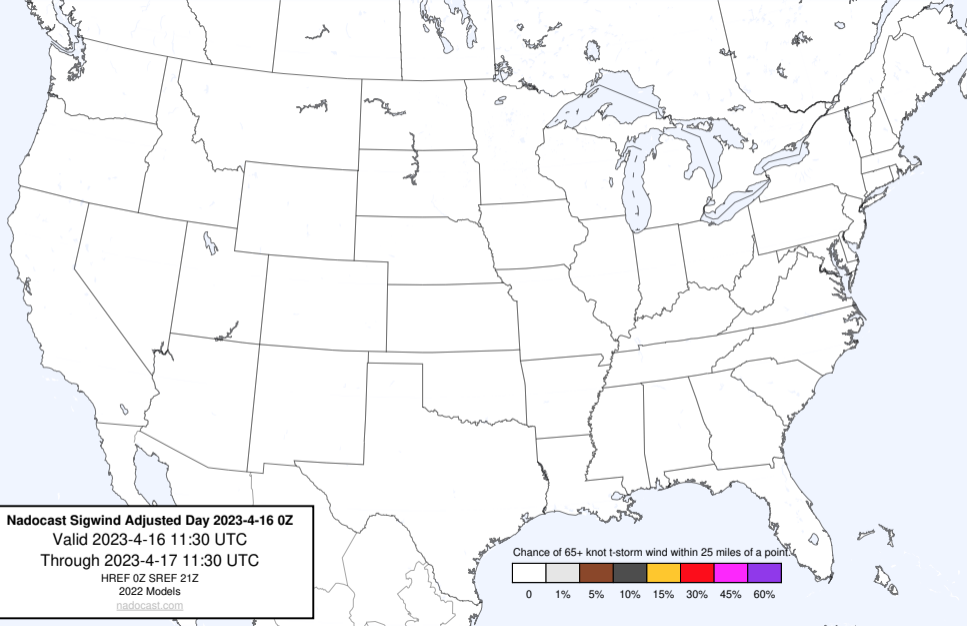 Nadocast Sigwind Adjusted Day 2023-4-16 0Z
Valid 2023-4-16 11:30 UTC
Through 2023-4-17 11:30 UTC
HREF 0Z SREF 21Z
2022 Models
nadocast.com
Chance of 65+ knot t-storm wind within 25 miles of a point.
0 1% 5% 10% 15% 30% 45% 60%